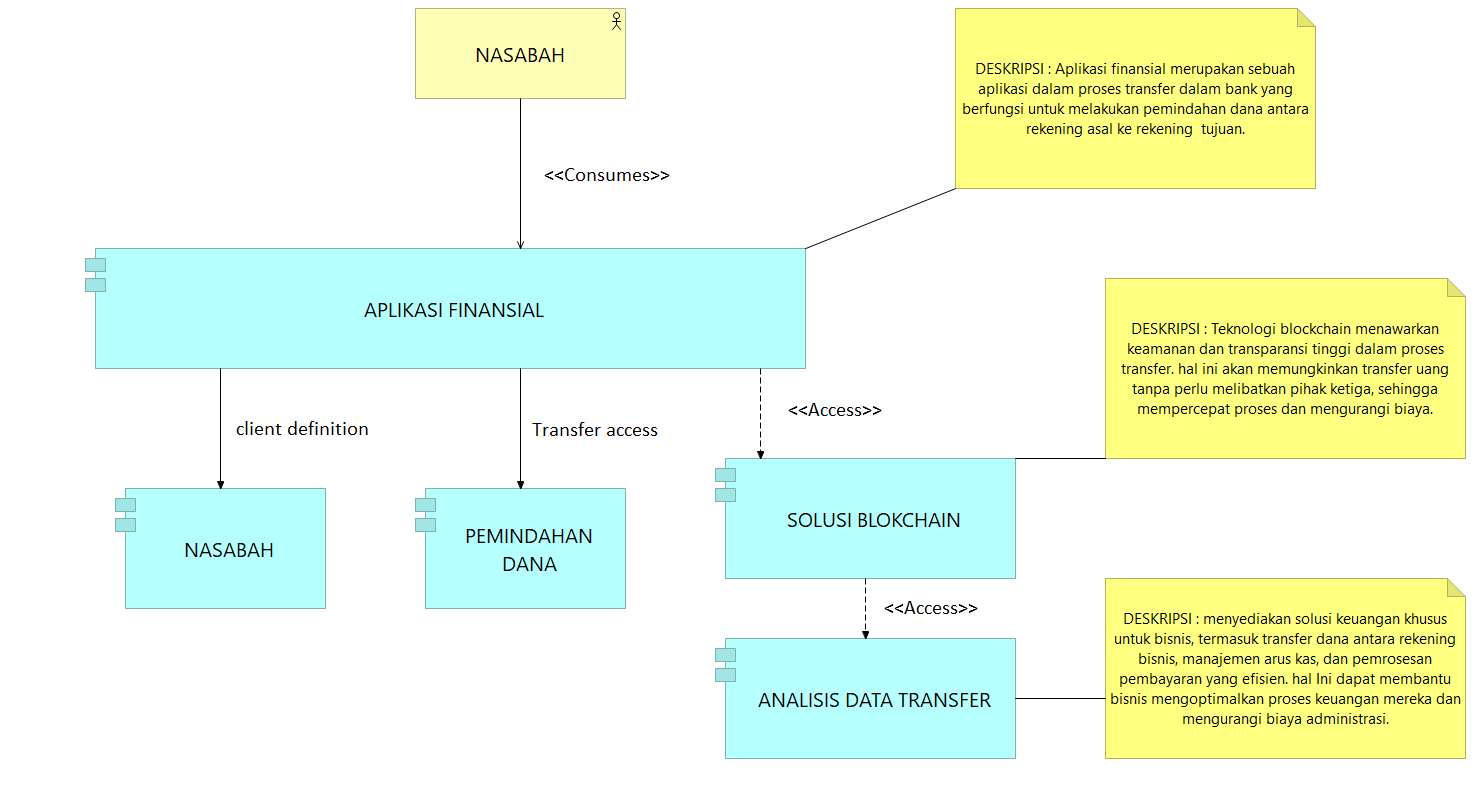 NASABAH
DESKRIPSI : Aplikasi finansial merupakan sebuah
aplikasi dalam proses transfer dalam bank yang
berfungsi untuk melakukan pemindahan dana antara
rekening asal ke rekening  tujuan.
<<Consumes>>
APLIKASI FINANSIAL
DESKRIPSI : Teknologi blockchain menawarkan
keamanan dan transparansi tinggi dalam proses
transfer. hal ini akan memungkinkan transfer uang
tanpa perlu melibatkan pihak ketiga, sehingga
mempercepat proses dan mengurangi biaya.
client definition
Transfer access
<<Access>>
NASABAH
PEMINDAHAN
DANA
SOLUSI BLOKCHAIN
<<Access>>
ANALISIS DATA TRANSFER
DESKRIPSI : menyediakan solusi keuangan khusus
untuk bisnis, termasuk transfer dana antara rekening
bisnis, manajemen arus kas, dan pemrosesan
pembayaran yang efisien. hal Ini dapat membantu
bisnis mengoptimalkan proses keuangan mereka dan
mengurangi biaya administrasi.